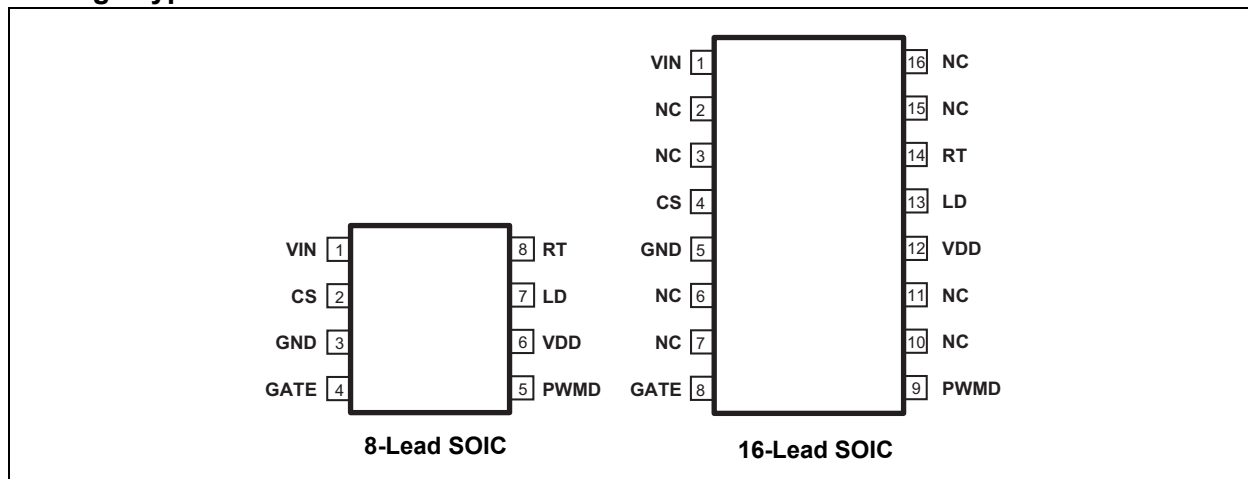 VIN 1
CS 2
GND 3
GATE 4
8 RT
7 LD
6 VDD
5 PWMD
8-Lead SOIC
VIN 1
NC 2
NC 3
CS 4
GND 5
NC 6
NC 7
GATE 8
16 NC
15 NC
14 RT
13 LD
12 VDD
11 NC
10 NC
9 PWMD
16-Lead SOIC